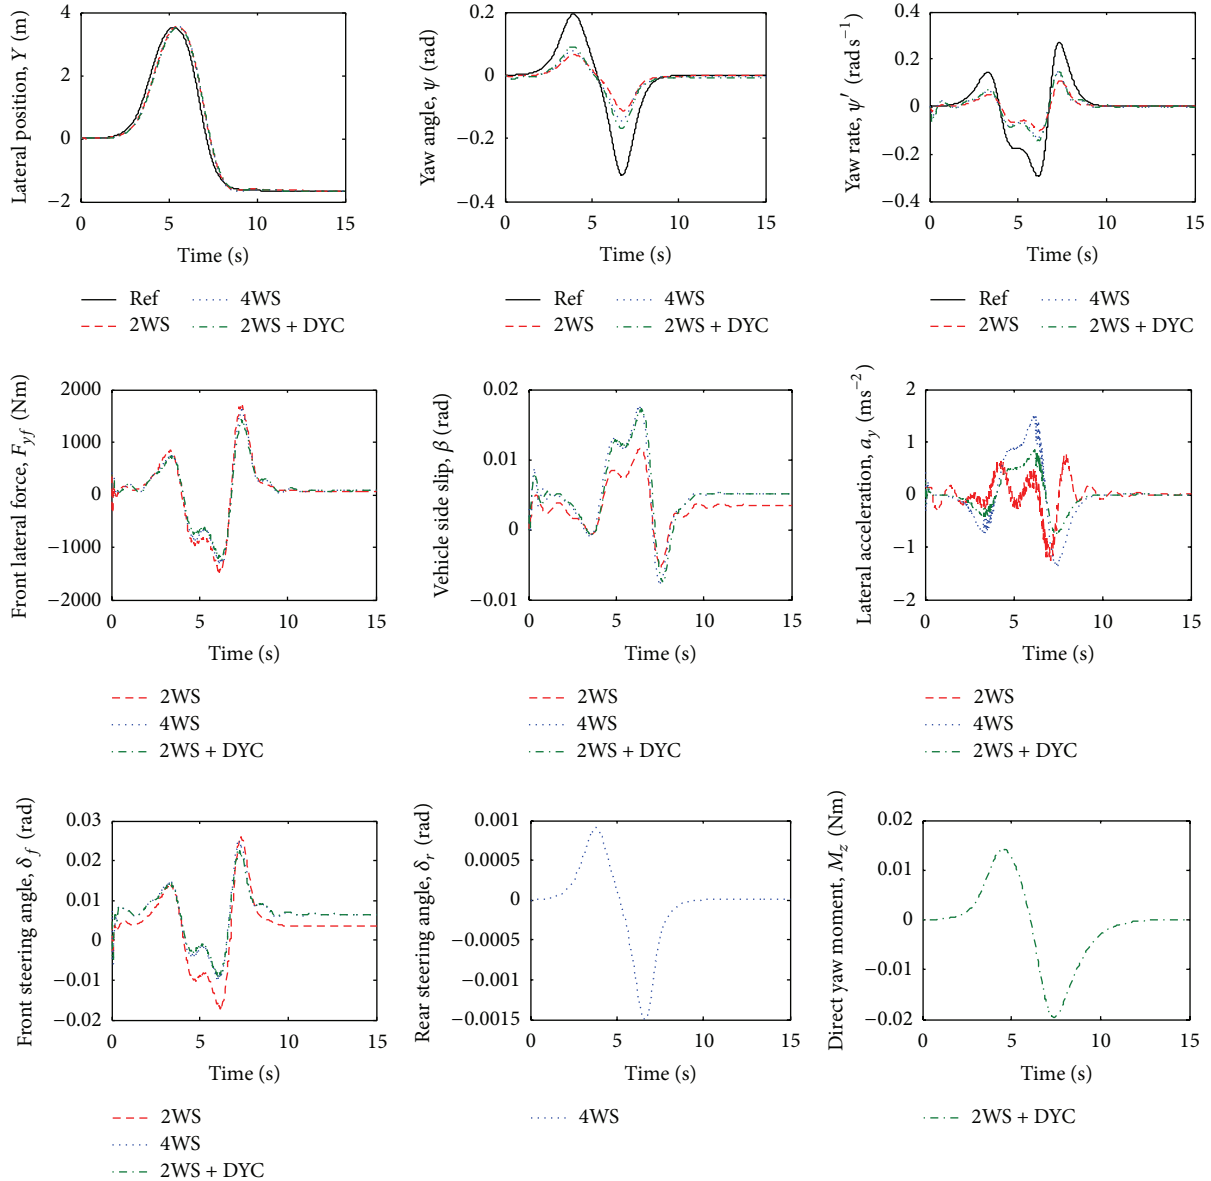 Lateral position, Y (m)
4
2
0
−2
0
5
10
15
Time (s)
Ref
2WS
4WS
2WS + DYC
Yaw angle, ψ (rad)
0.2
0
−0.2
−0.4
0
5
10
15
Time (s)
Ref
2WS
4WS
2WS + DYC
Yaw rate, ψ′ (rad s−1)
0.4
0.2
0
−0.2
−0.4
0
5
10
15
Time (s)
Ref
2WS
4WS
2WS + DYC
Front lateral force, Fyf (Nm)
2000
1000
0
−1000
−2000
0
5
10
15
Time (s)
2WS
4WS
2WS + DYC
Vehicle side slip, β (rad)
0.02
0.01
0
−0.01
0
5
10
15
Time (s)
2WS
4WS
2WS + DYC
Lateral acceleration, ay (ms−2)
2
1
0
−1
−2
0
5
10
15
Time (s)
2WS
4WS
2WS + DYC
Front steering angle, δf (rad)
0.03
0.02
0.01
0
−0.01
−0.02
0
5
10
15
Time (s)
2WS
4WS
2WS + DYC
Rear steering angle, δr (rad)
0.001
0.0005
0
−0.0005
−0.001
−0.0015
0
5
10
15
Time (s)
4WS
Direct yaw moment, Mz (Nm)
0.02
0.01
0
−0.01
−0.02
0
5
10
15
Time (s)
2WS + DYC